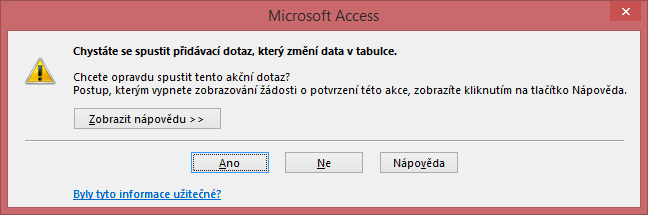 Microsoft Access
Chystáte se spustit přidávací dotaz, který změní data v tabulce.
Chcete opravdu spustit tento akční dotaz?
Postup, kterým vypnete zobrazování žádosti o potvrzení této akce, zobrazíte kliknutím na tlačítko Nápověda.
Zobrazit nápovědu >>
Ano
Ne
Nápověda
Byly tyto informace užitečné?